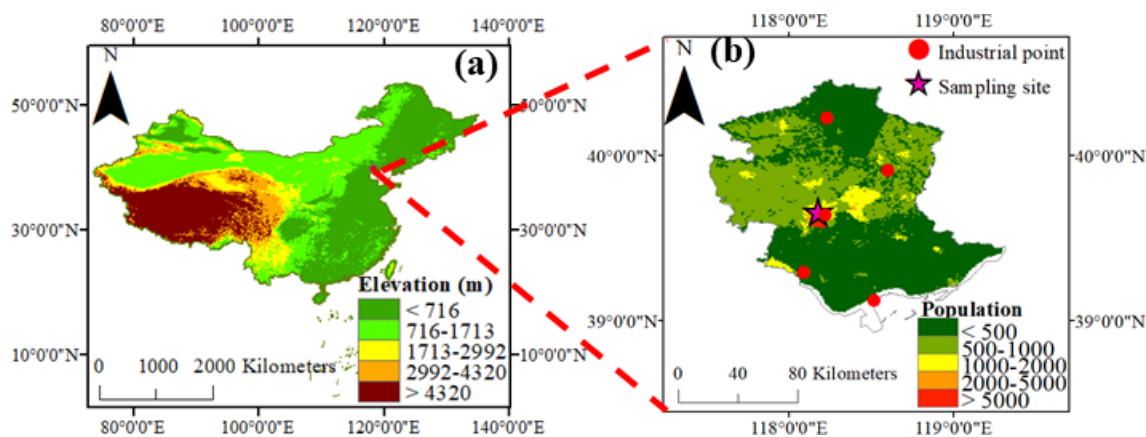 80°0'0"E 100°0'0"E 120°0'0"E 140°0'0"E
N
(a)
50°0'0"N
50°0'0"N
30°0'0"N
30°0'0"N
10°0'0"N
10°0'0"N
Elevation (m)
< 716
716-1713
1713-2992
2992-4320
> 4320
0 1000 2000 Kilometers
80°0'0"E 100°0'0"E 120°0'0"E 140°0'0"E
118°0'0"E 119°0'0"E
N
(b)
Industrial point
Sampling site
40°0'0"N
40°0'0"N
39°0'0"N
39°0'0"N
Population
< 500
500-1000
1000-2000
2000-5000
> 5000
0 40 80 Kilometers
118°0'0"E 119°0'0"E